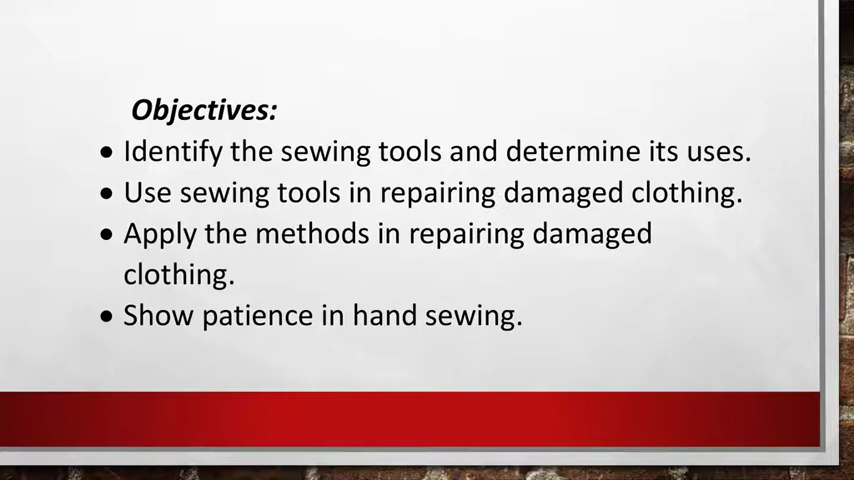 Objectives:
• Identify the sewing tools and determine its uses.
• Use sewing tools in repairing damaged clothing.
• Apply the methods in repairing damaged
clothing.
• Show patience in hand sewing.